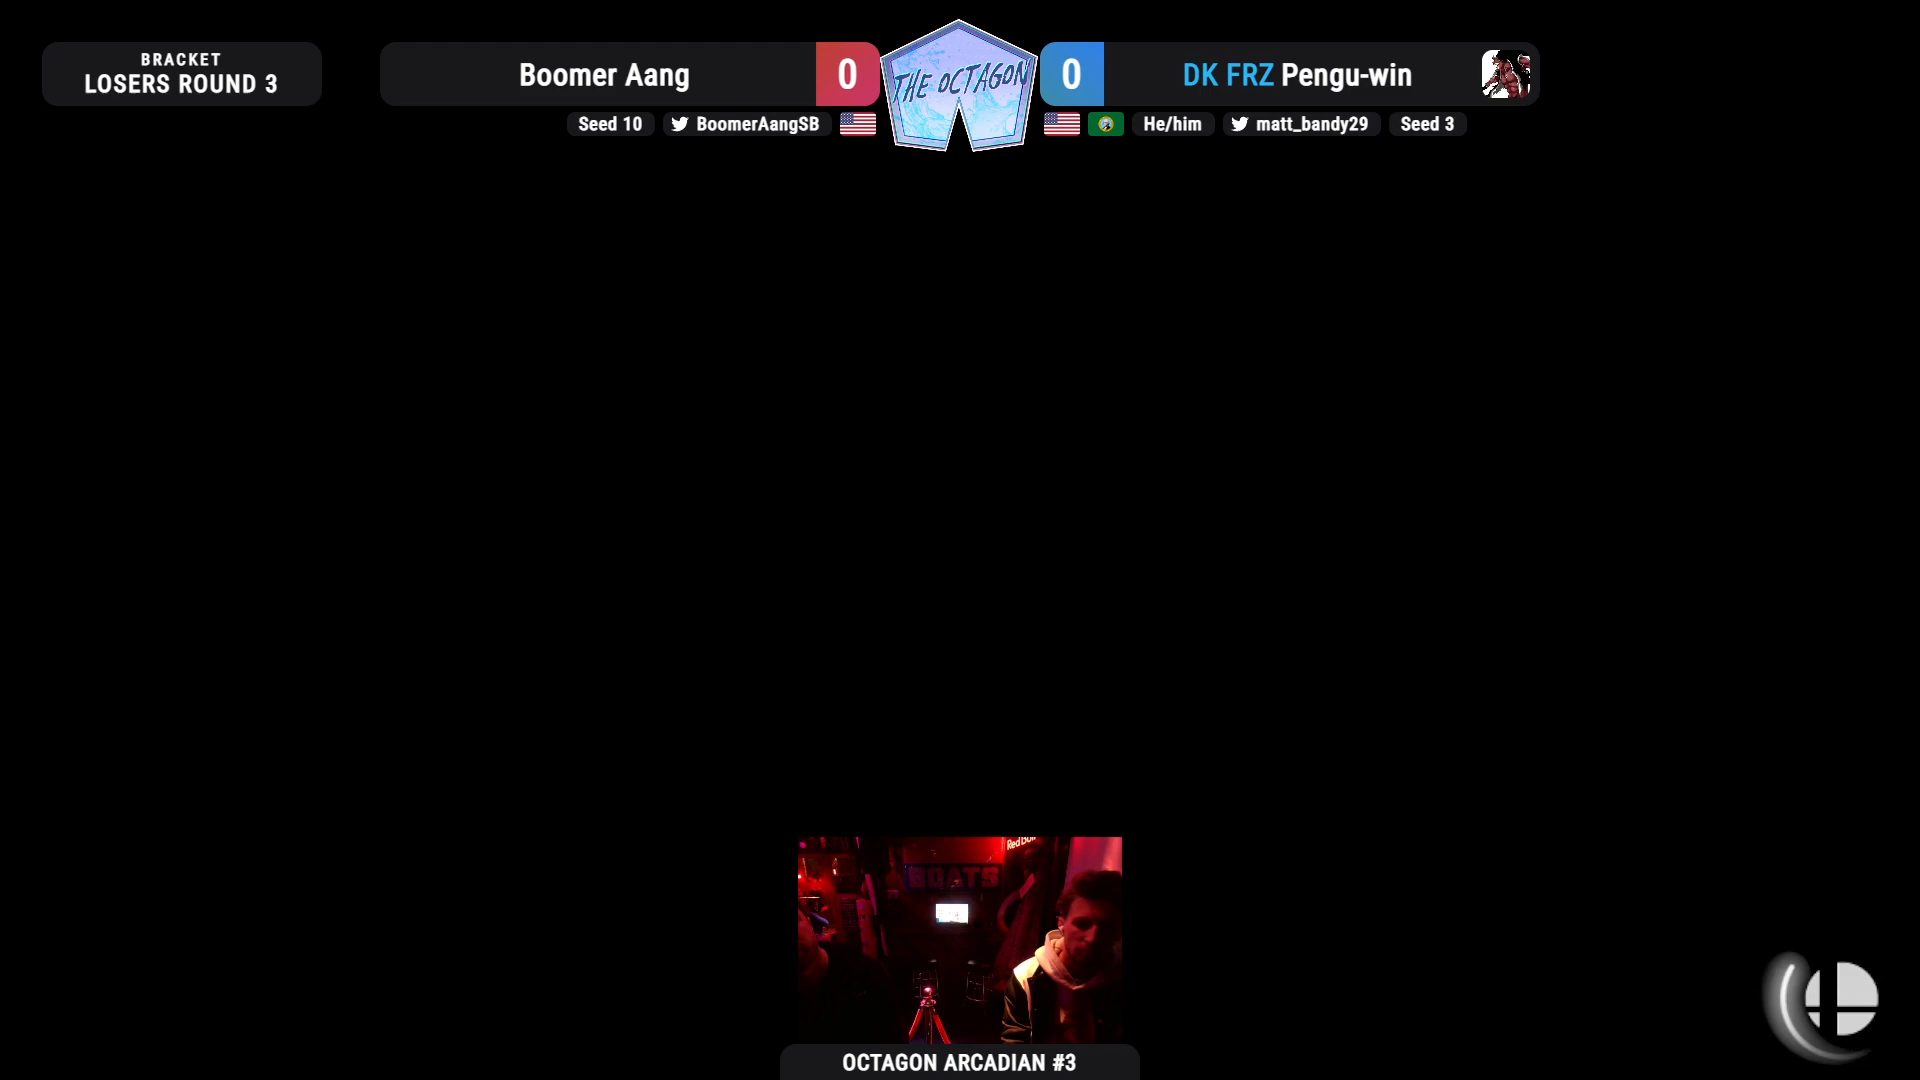 BRACKET
LOSERS ROUND 3
Boomer Aang
0
THE OCTAGON
0
DK FRZ Pengu-win
Seed 10
BoomerAangSB
He/him
matt_bandy29
Seed 3
BOATS
OCTAGON ARCADIAN #3